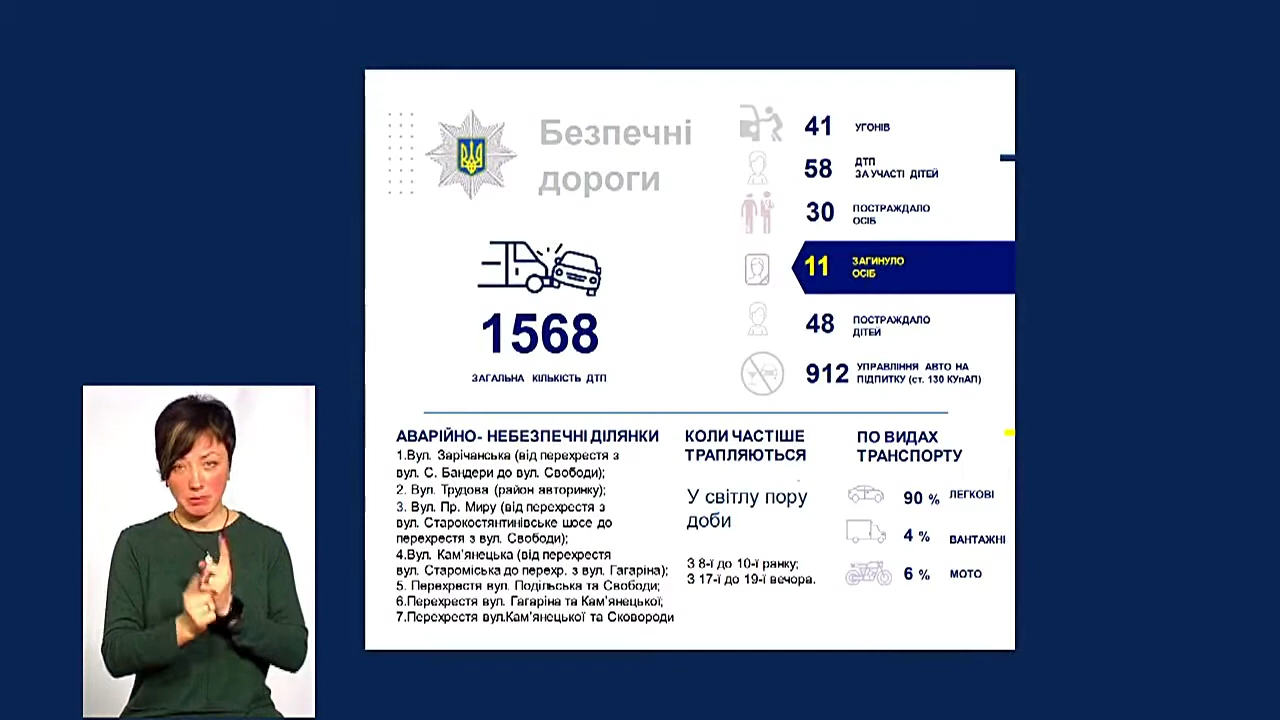 Безпечні
дороги
1568
ЗАГАЛЬНА КІЛЬКІСТЬ ДТП
41 УГОНІВ
58 ДТП
ЗА УЧАСТІ ДІТЕЙ
30 ПОСТРАЖДАЛО
ОСІБ
11 ЗАГИНУЛО
ОСІБ
48 ПОСТРАЖДАЛО
ДІТЕЙ
912 УПРАВЛІННЯ АВТО НА
ПІДПИТКУ (ст. 130 КУпАП)
АВАРІЙНО- НЕБЕЗПЕЧНІ ДІЛЯНКИ
1.Вул. Зарічанська (від перехрестя з
вул. С. Бандери до вул. Свободи);
2. Вул. Трудова (район авторинку);
3. Вул. Пр. Миру (від перехрестя з
вул. Старокостянтинівське шосе до
перехрестя з вул. Свободи);
4.Вул. Кам'янецька (від перехрестя
вул. Староміська до перехр. з вул. Гагаріна);
5. Перехрестя вул. Подільська та Свободи;
6.Перехрестя вул. Гагаріна та Кам'янецької;
7.Перехрестя вул.Кам'янецької та Сковороди
КОЛИ ЧАСТІШЕ
ТРАПЛЯЮТЬСЯ
У світлу пору
доби
З 8-ї до 10-ї ранку;
З 17-ї до 19-ї вечора.
ПО ВИДАХ
ТРАНСПОРТУ
90 % ЛЕГКОВІ
4 % ВАНТАЖНІ
6 % МОТО